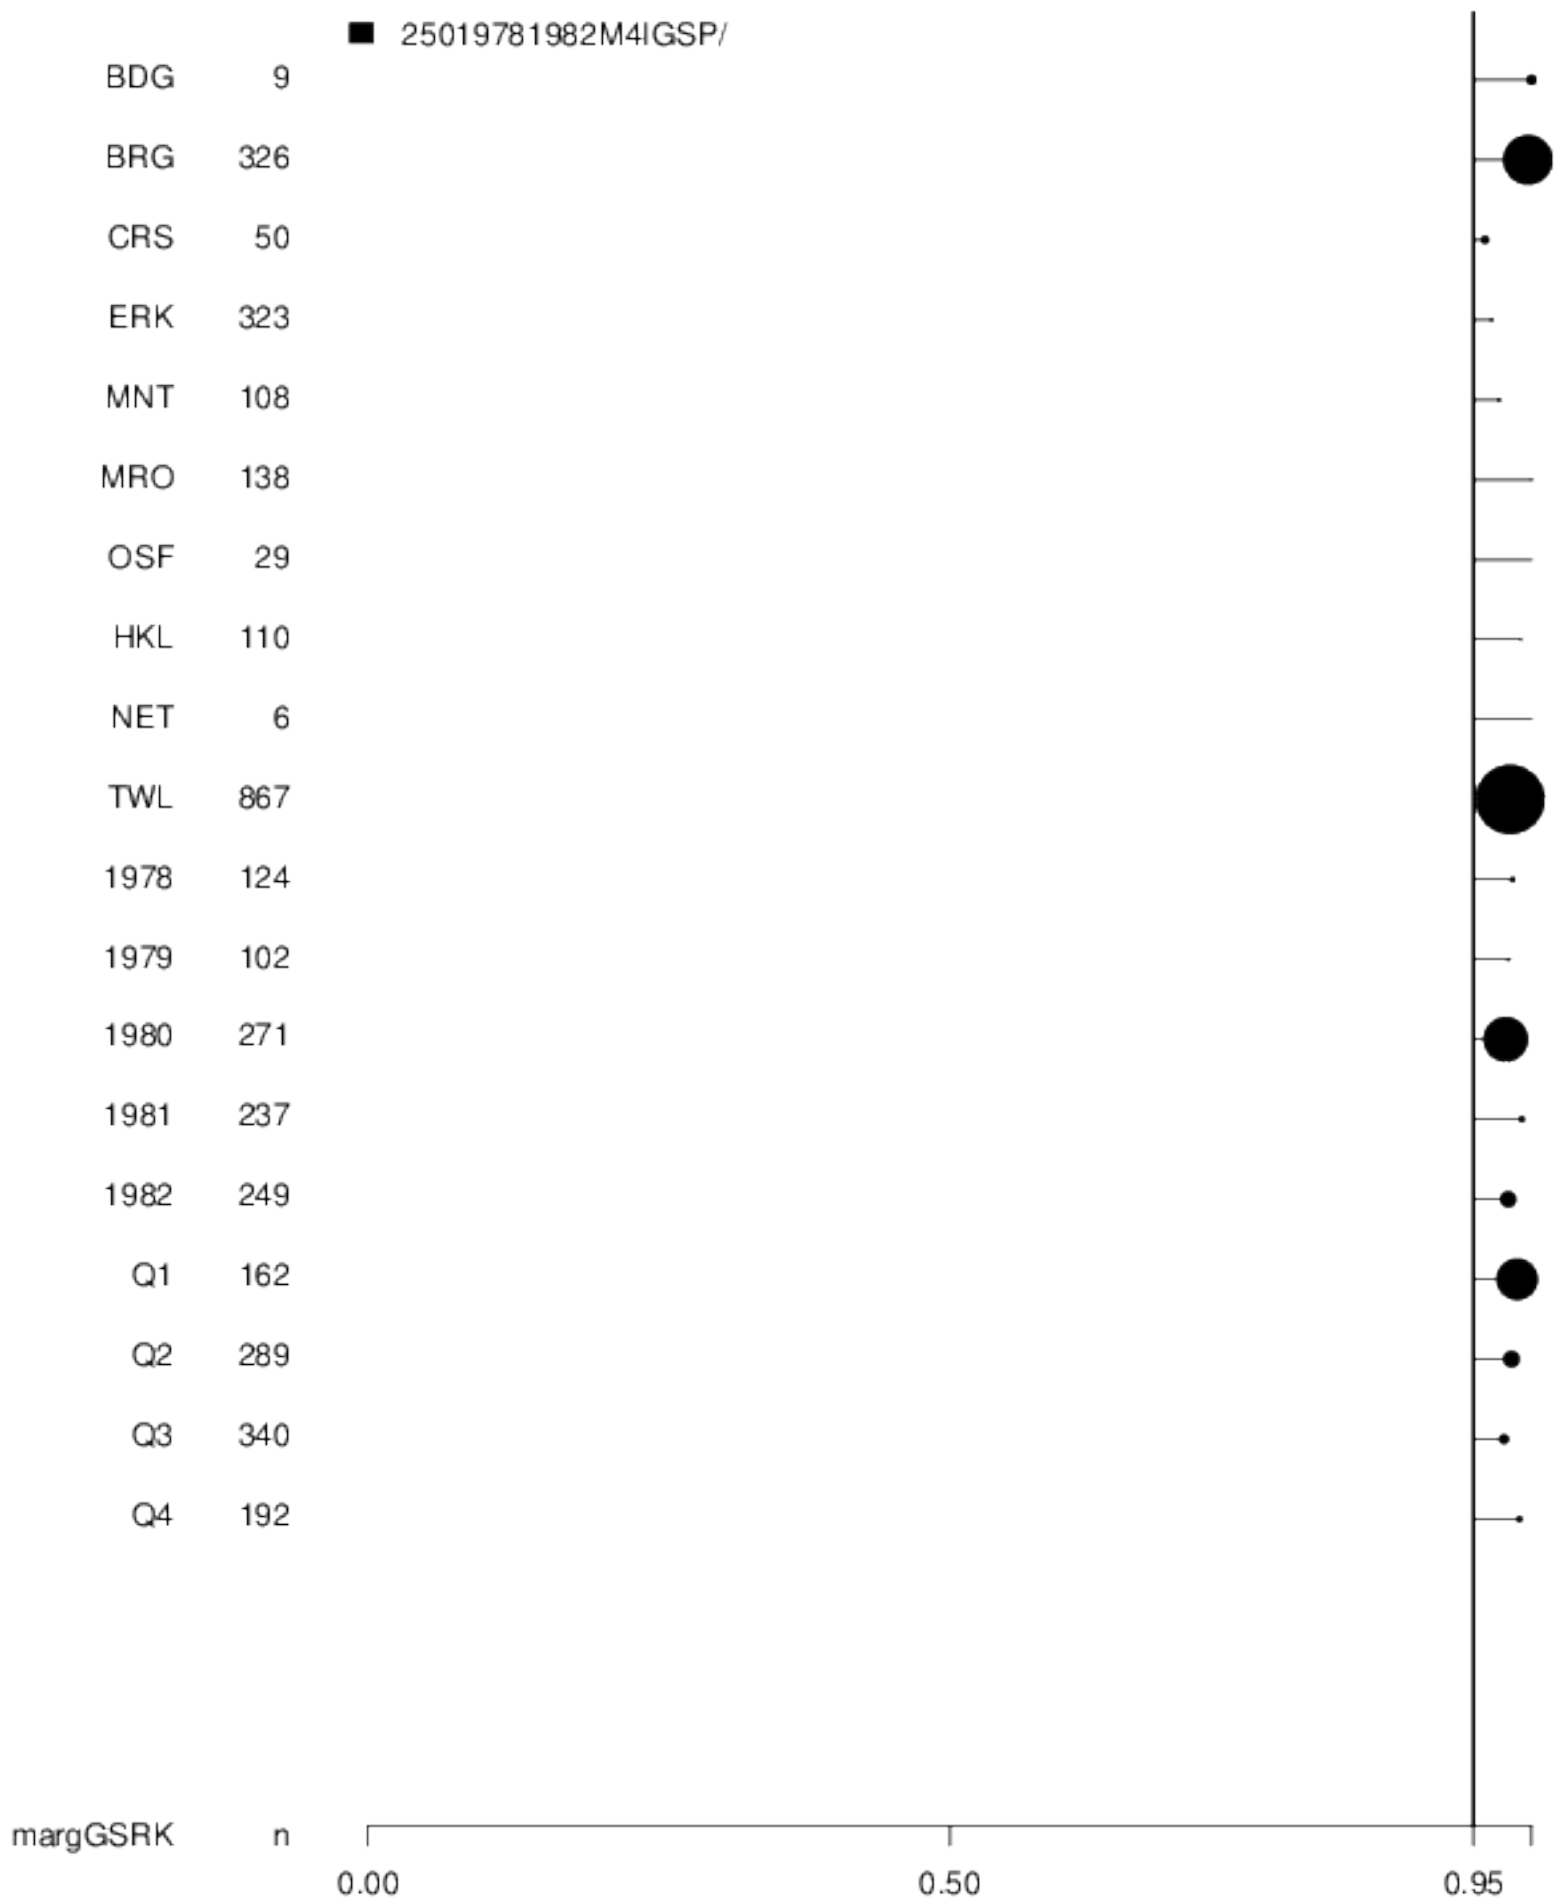 25019781982M4IGSP/
BDG 9
BRG 326
CRS 50
ERK 323
MNT 108
MRO 138
OSF 29
HKL 110
NET 6
TWL 867
1978 124
1979 102
1980 271
1981 237
1982 249
Q1 162
Q2 289
Q3 340
Q4 192
margGSRK n
0.00 0.50 0.95